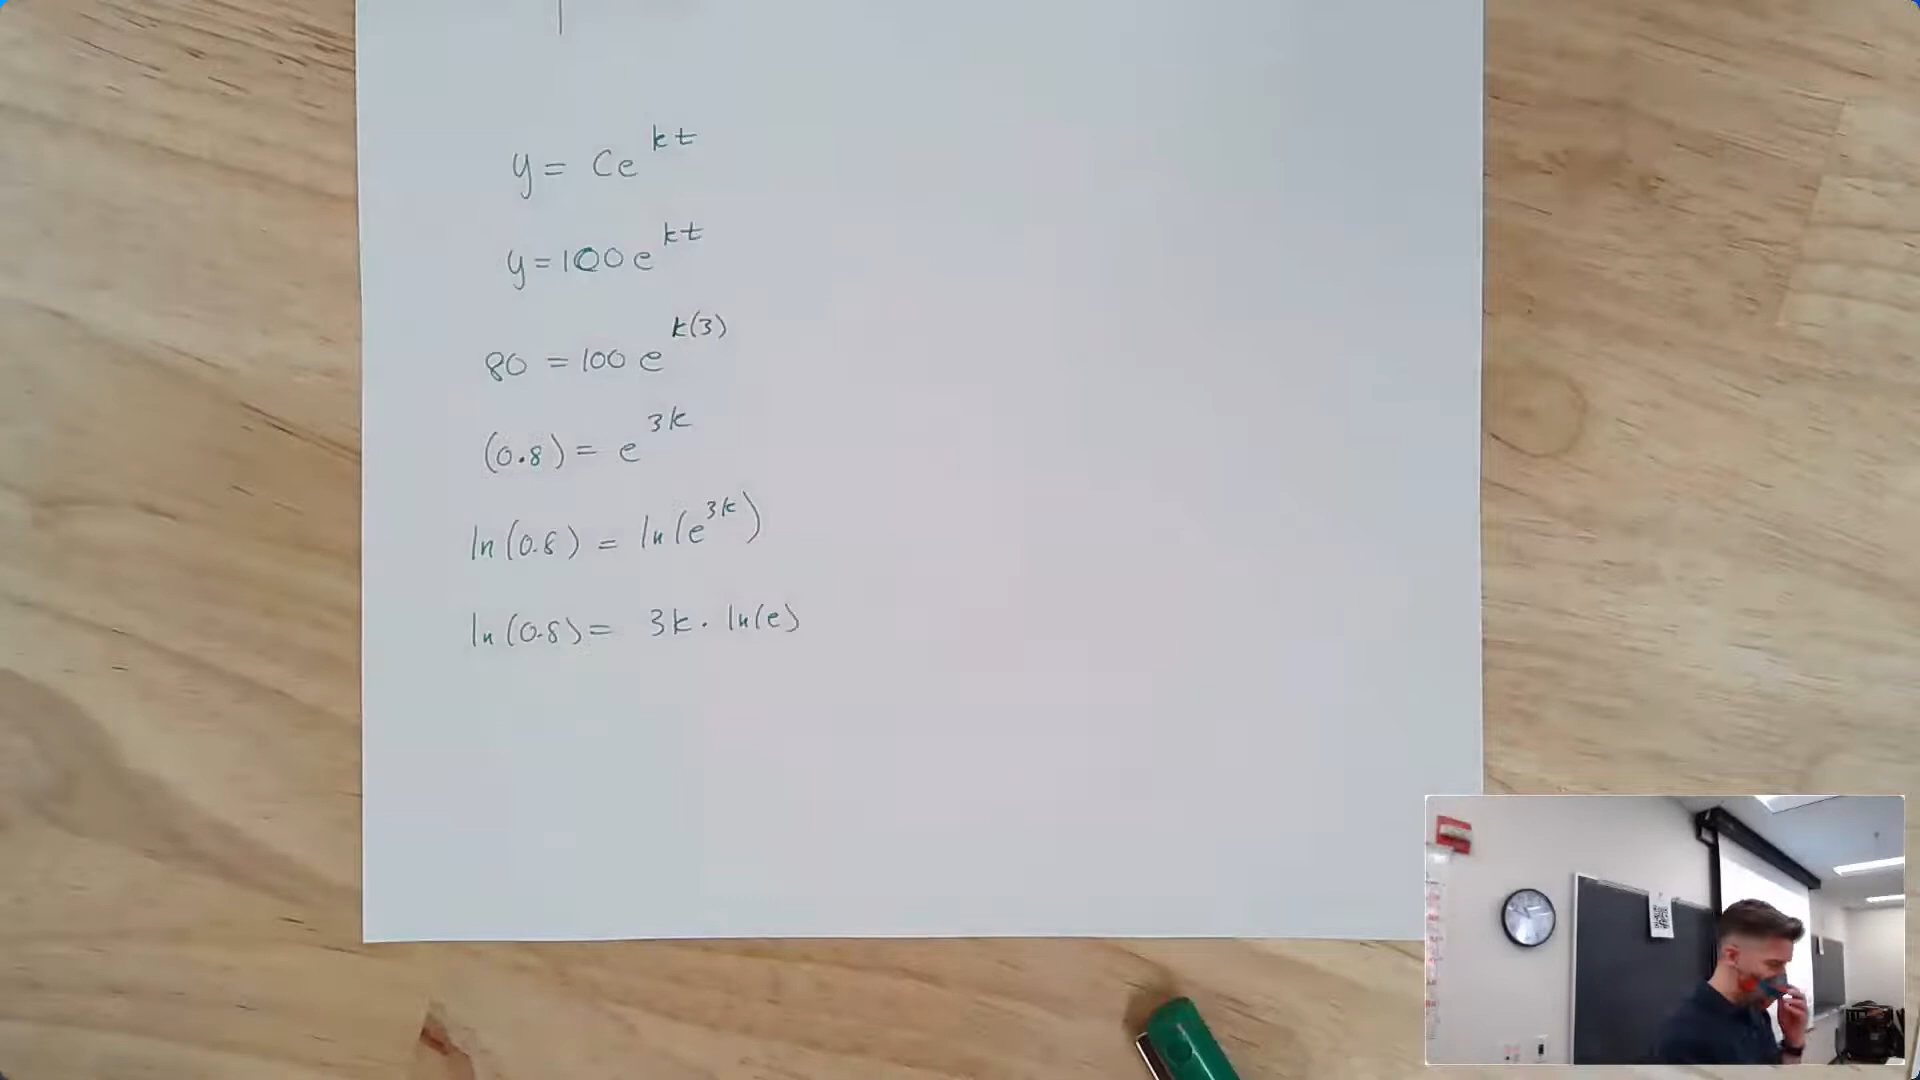 y = Ce^{kt}
y = 100e^{kt}
80 = 100e^{k(3)}
(0.8) = e^{3k}
ln(0.8) = ln(e^{3k})
ln(0.8) = 3k · ln(e)